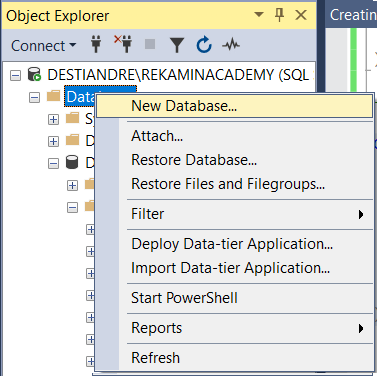 Object Explorer
Creating
Connect
DESTIANDRE\REKAMINACADEMY (SQL
Data
New Database...
Attach...
Restore Database...
Restore Files and Filegroups...
Filter
Deploy Data-tier Application...
Import Data-tier Application...
Start PowerShell
Reports
Refresh